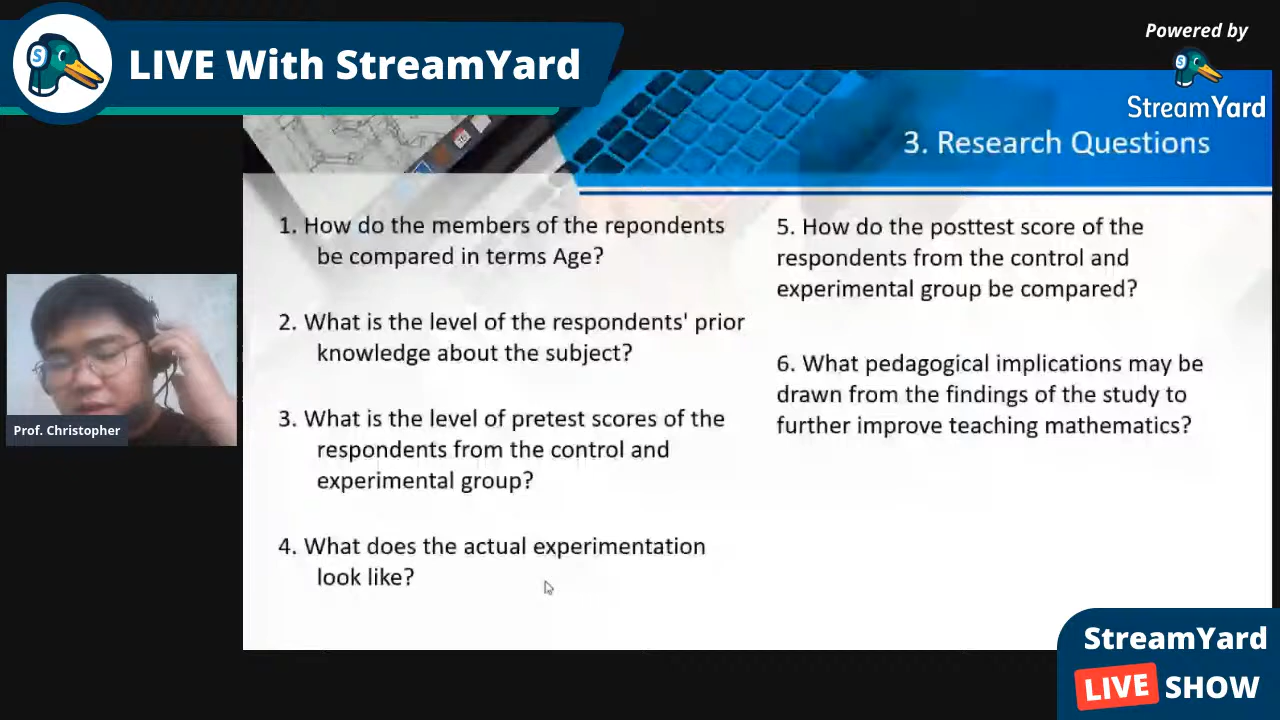 LIVE With StreamYard
Powered by
StreamYard
3. Research Questions
1. How do the members of the repondents
be compared in terms Age?
2. What is the level of the respondents' prior
knowledge about the subject?
3. What is the level of pretest scores of the
respondents from the control and
experimental group?
4. What does the actual experimentation
look like?
5. How do the posttest score of the
respondents from the control and
experimental group be compared?
6. What pedagogical implications may be
drawn from the findings of the study to
further improve teaching mathematics?
Prof. Christopher
StreamYard
LIVE SHOW